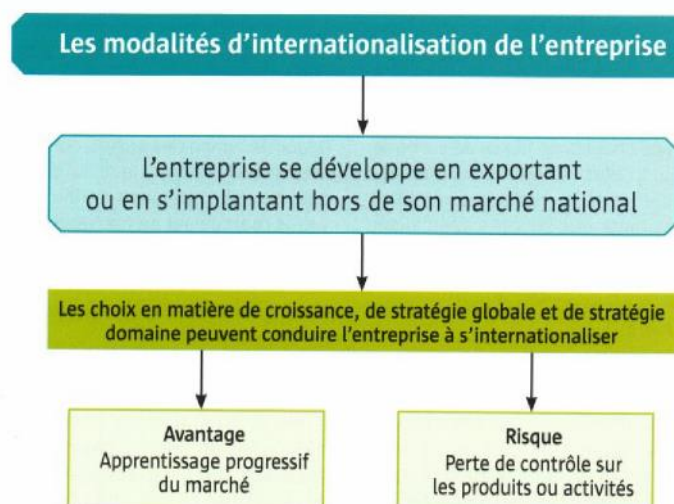 Les modalités d'internationalisation de l'entreprise
L'entreprise se développe en exportant
ou en s'implantant hors de son marché national
Les choix en matière de croissance, de stratégie globale et de stratégie
domaine peuvent conduire l'entreprise à s'internationaliser
Avantage
Apprentissage progressif
du marché
Risque
Perte de contrôle sur
les produits ou activités